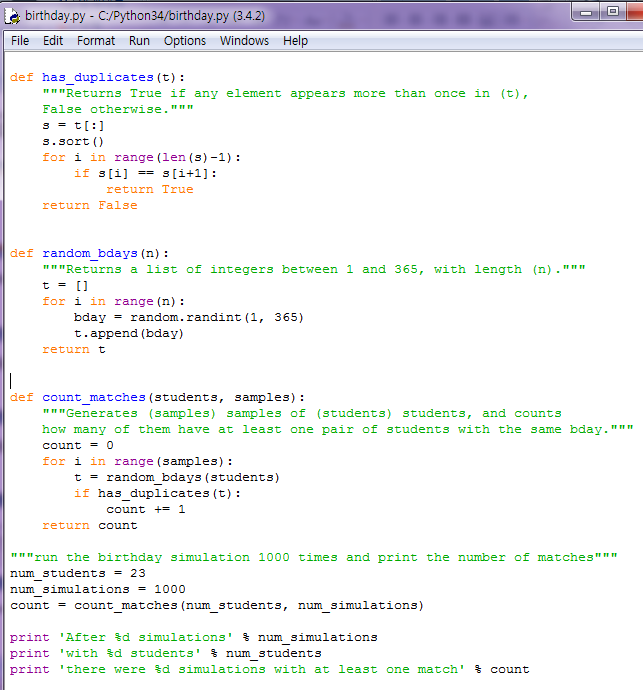 birthday.py - C:/Python34/birthday.py (3.4.2)
File Edit Format Run Options Windows Help
def has_duplicates(t):
    """Returns True if any element appears more than once in (t),
    False otherwise."""
    s = t[:]
    s.sort()
    for i in range(len(s)-1):
        if s[i] == s[i+1]:
            return True
    return False
def random_bdays(n):
    """Returns a list of integers between 1 and 365, with length (n)."""
    t = []
    for i in range(n):
        bday = random.randint(1, 365)
        t.append(bday)
    return t
def count_matches(students, samples):
    """Generates (samples) samples of (students) students, and counts
    how many of them have at least one pair of students with the same bday."""
    count = 0
    for i in range(samples):
        t = random_bdays(students)
        if has_duplicates(t):
            count += 1
    return count
"""run the birthday simulation 1000 times and print the number of matches"""
num_students = 23
num_simulations = 1000
count = count_matches(num_students, num_simulations)
print 'After %d simulations' % num_simulations
print 'with %d students' % num_students
print 'there were %d simulations with at least one match' % count